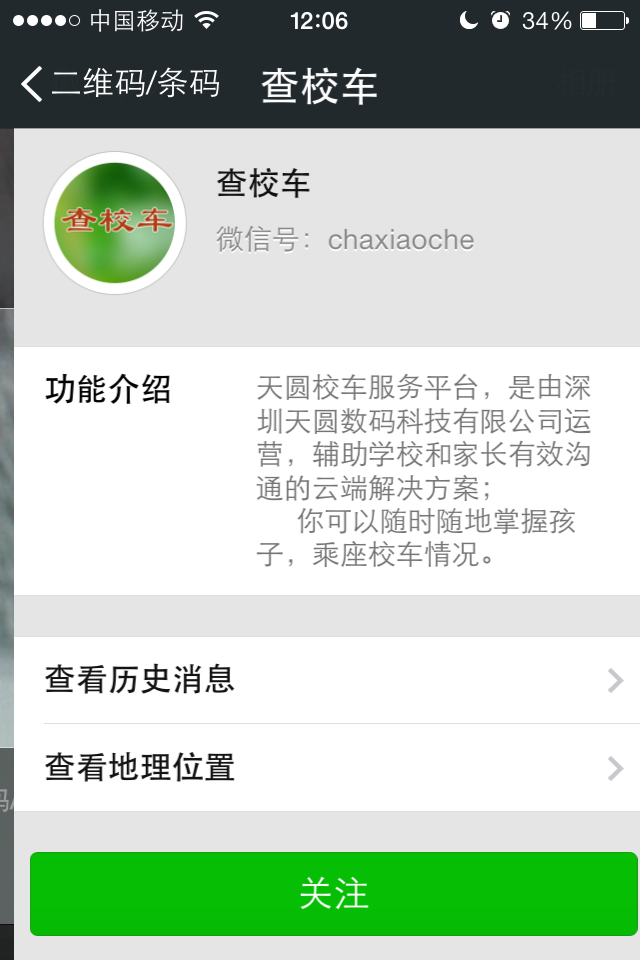 中国移动 12:06 34%
二维码/条码 查校车
查校车
查校车
微信号：chaxiaoche
功能介绍
天圆校车服务平台，是由深
圳天圆数码科技有限公司运
营，辅助学校和家长有效沟
通的云端解决方案；
你可以随时随地掌握孩
子，乘座校车情况。
查看历史消息
查看地理位置
关注